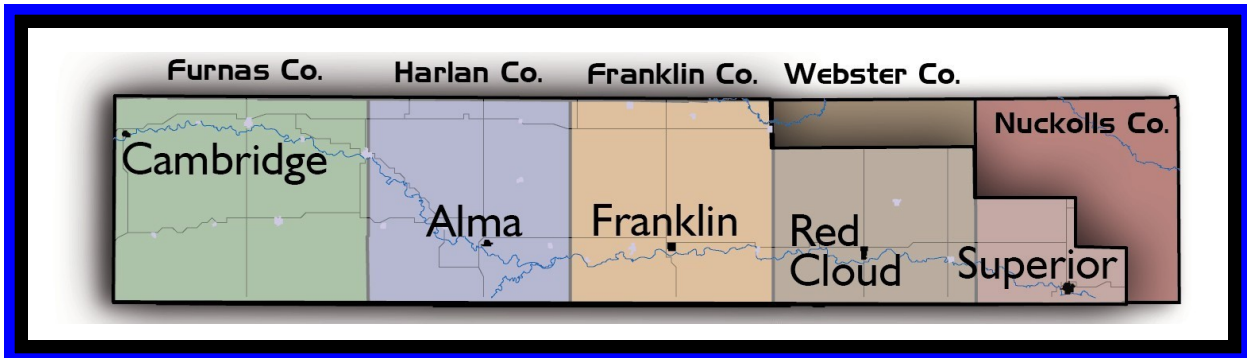 Furnas Co.
Harlan Co.
Franklin Co.
Webster Co.
Nuckolls Co.
Cambridge
Alma
Franklin
Red
Cloud
Superior